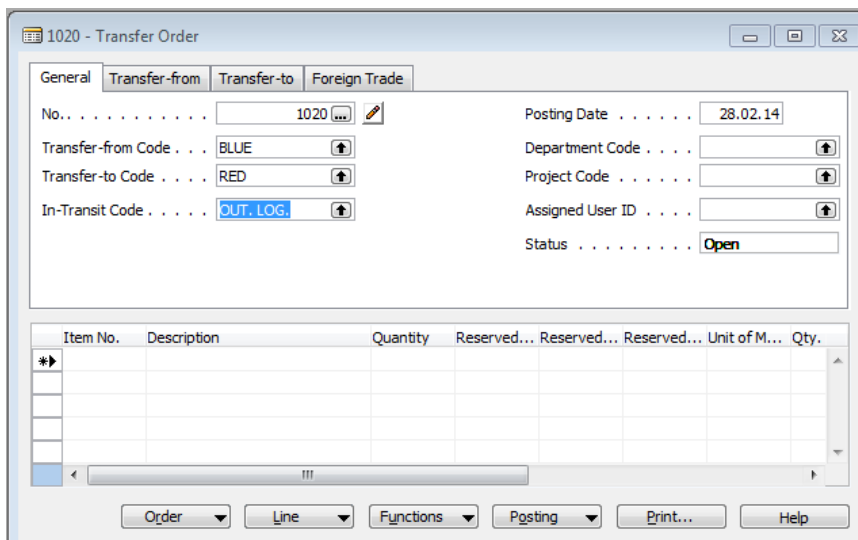 1020 - Transfer Order
General Transfer-from Transfer-to Foreign Trade
No.. . . . . . . . . . . . 1020 ... Posting Date . . . . . . 28.02.14
Transfer-from Code . . . BLUE Department Code . . . .
Transfer-to Code . . . . RED Project Code . . . . . .
In-Transit Code . . . . . OUT. LOG. Assigned User ID . . . .
Status . . . . . . . . . Open
Item No. Description Quantity Reserved... Reserved... Reserved... Unit of M... Qty.
Order Line Functions Posting Print... Help